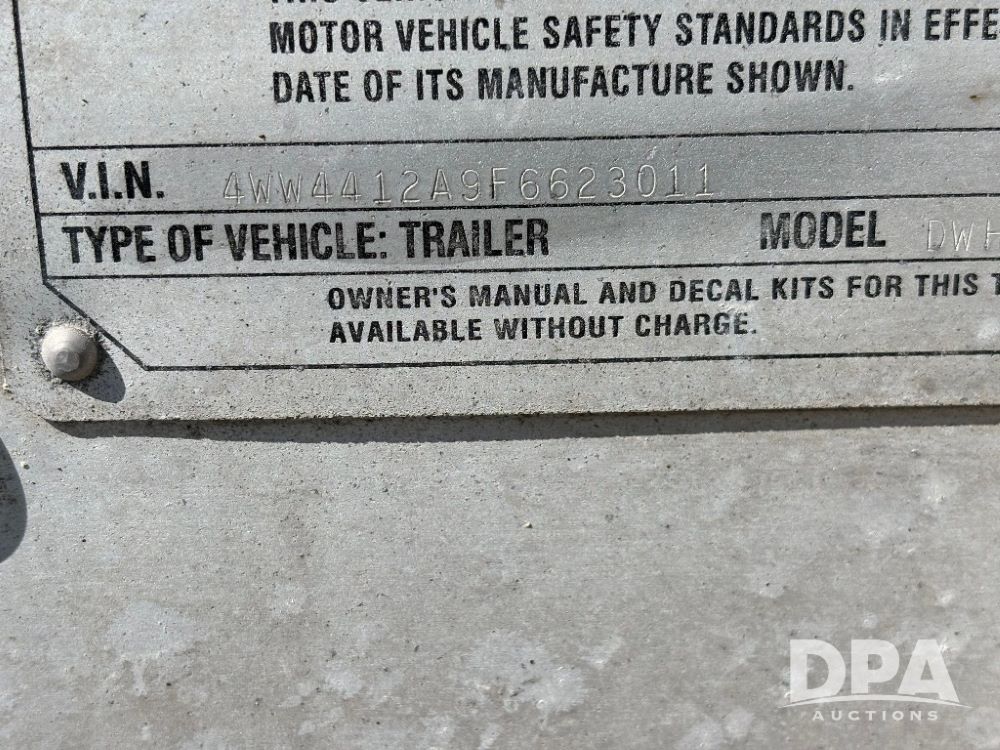 MOTOR VEHICLE SAFETY STANDARDS IN EFFE
DATE OF ITS MANUFACTURE SHOWN.
V.I.N. 4WW4412A9F6623011
TYPE OF VEHICLE: TRAILER MODEL DWH
OWNER'S MANUAL AND DECAL KITS FOR THIS T
AVAILABLE WITHOUT CHARGE.
DPA
AUCTIONS